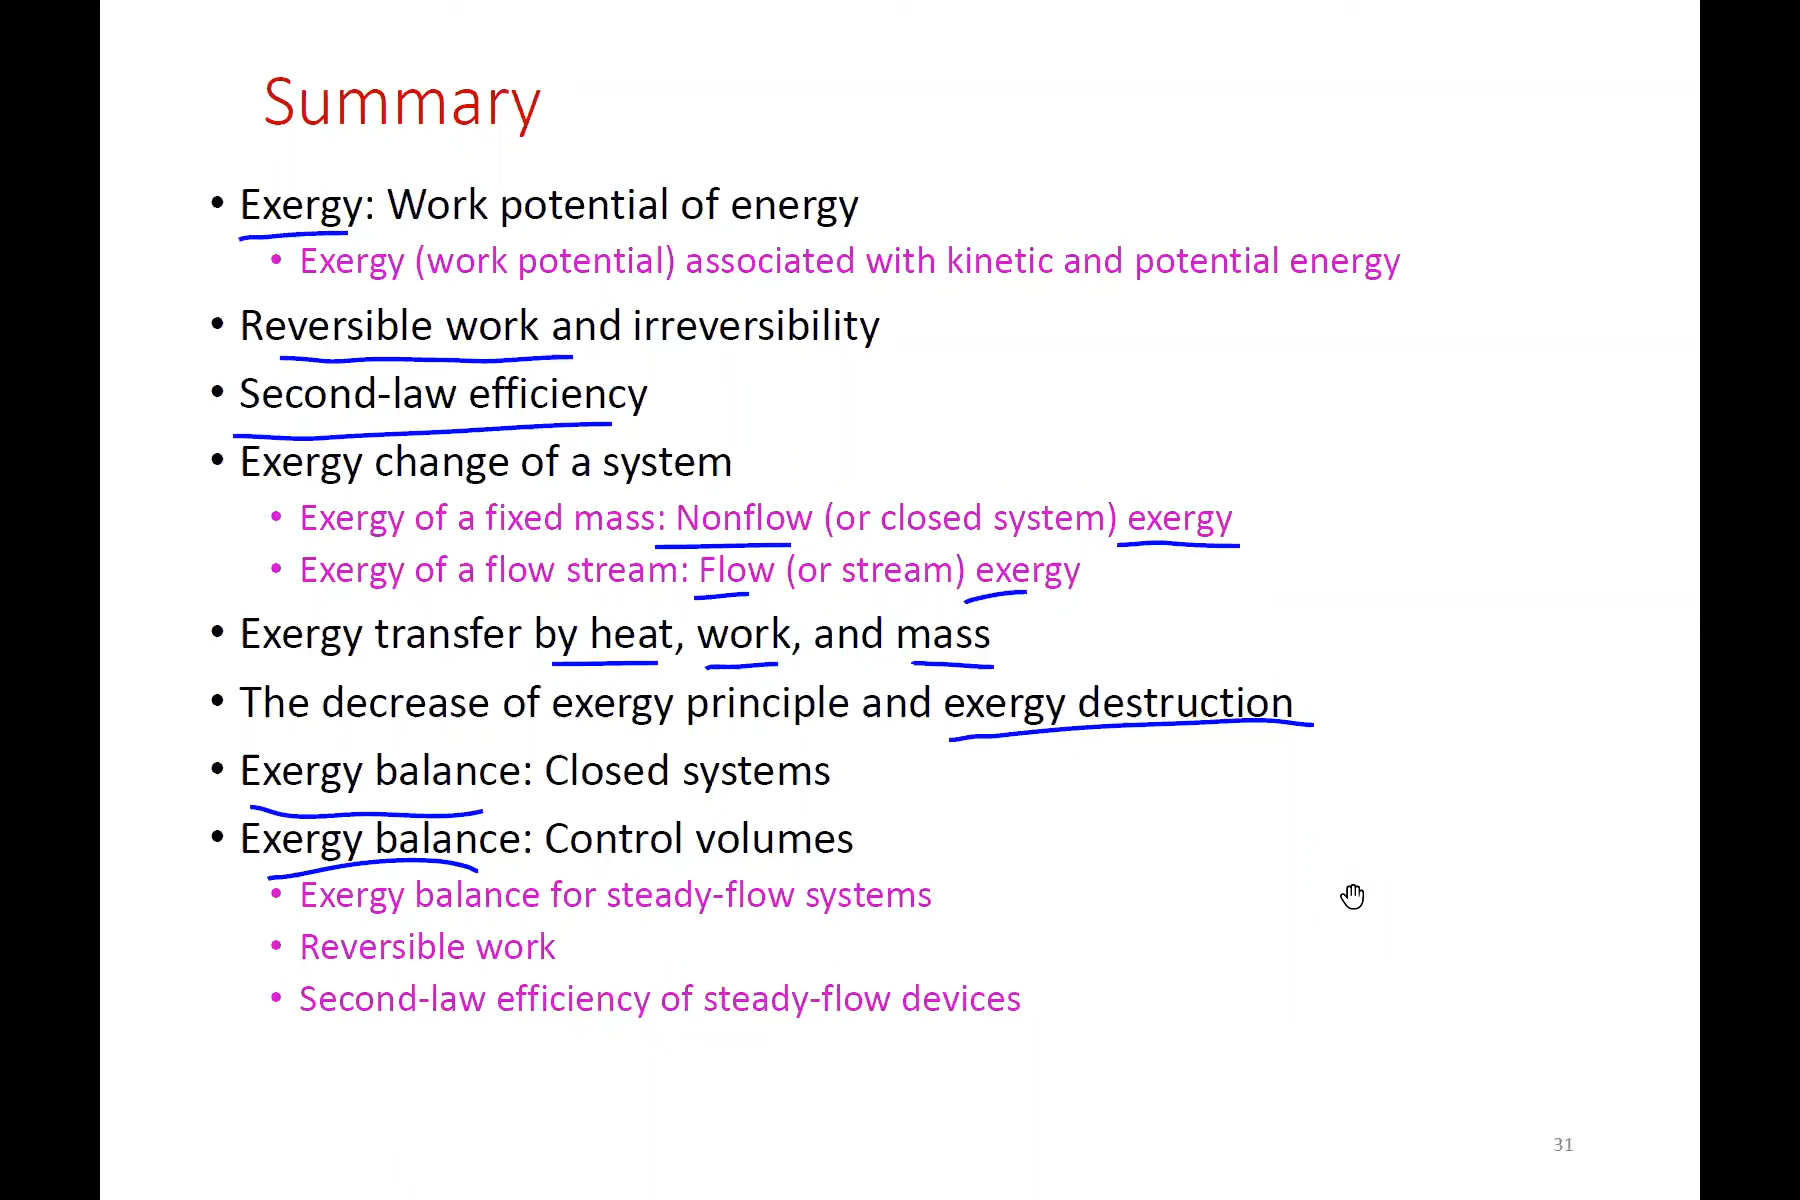 Summary
• Exergy: Work potential of energy
• Exergy (work potential) associated with kinetic and potential energy
• Reversible work and irreversibility
• Second-law efficiency
• Exergy change of a system
• Exergy of a fixed mass: Nonflow (or closed system) exergy
• Exergy of a flow stream: Flow (or stream) exergy
• Exergy transfer by heat, work, and mass
• The decrease of exergy principle and exergy destruction
• Exergy balance: Closed systems
• Exergy balance: Control volumes
• Exergy balance for steady-flow systems
• Reversible work
• Second-law efficiency of steady-flow devices
31